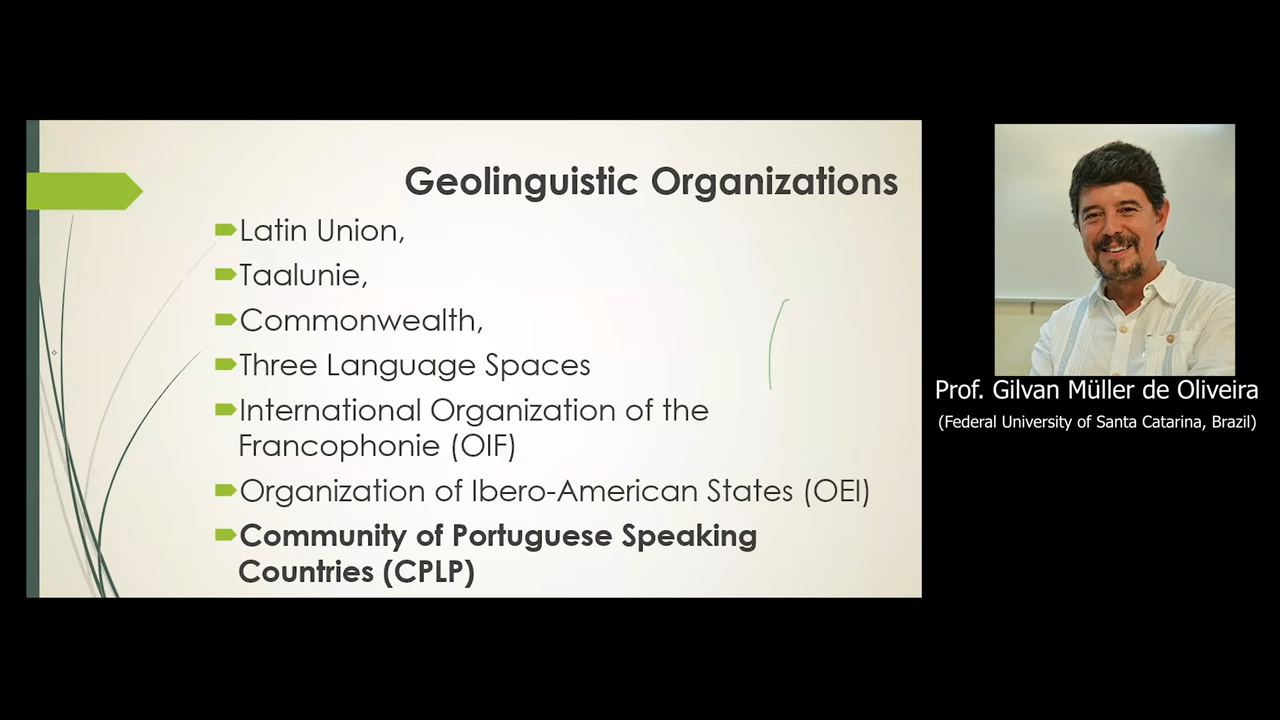 Geolinguistic Organizations
Latin Union,
Taalunie,
Commonwealth,
Three Language Spaces
International Organization of the
Francophonie (OIF)
Organization of Ibero-American States (OEI)
Community of Portuguese Speaking
Countries (CPLP)
Prof. Gilvan Müller de Oliveira
(Federal University of Santa Catarina, Brazil)